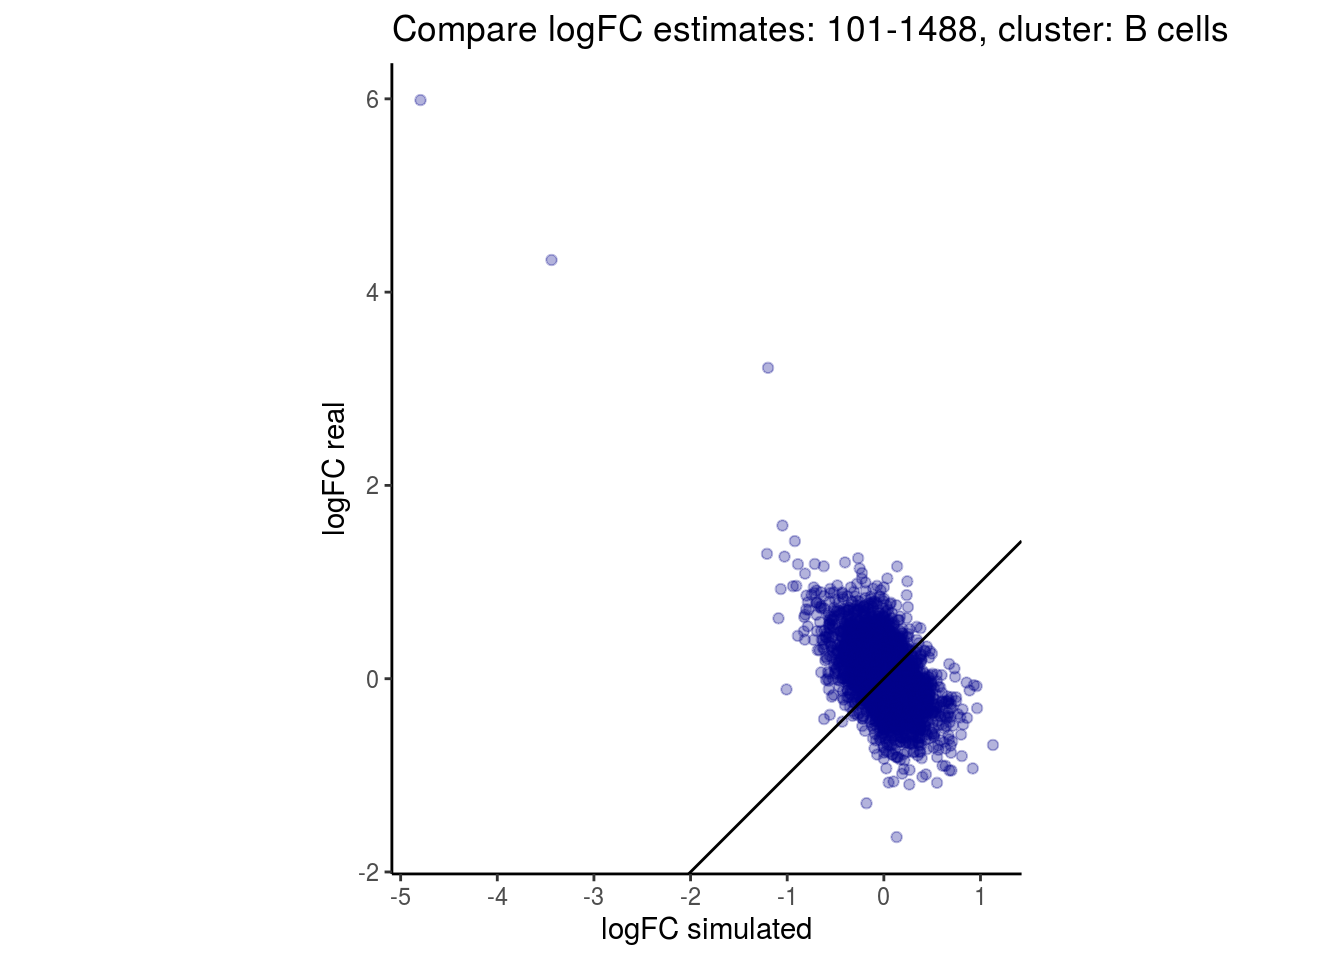 Compare logFC estimates: 101-1488, cluster: B cells
6
4
2
0
-2
logFC real
-5 -4 -3 -2 -1 0 1
logFC simulated